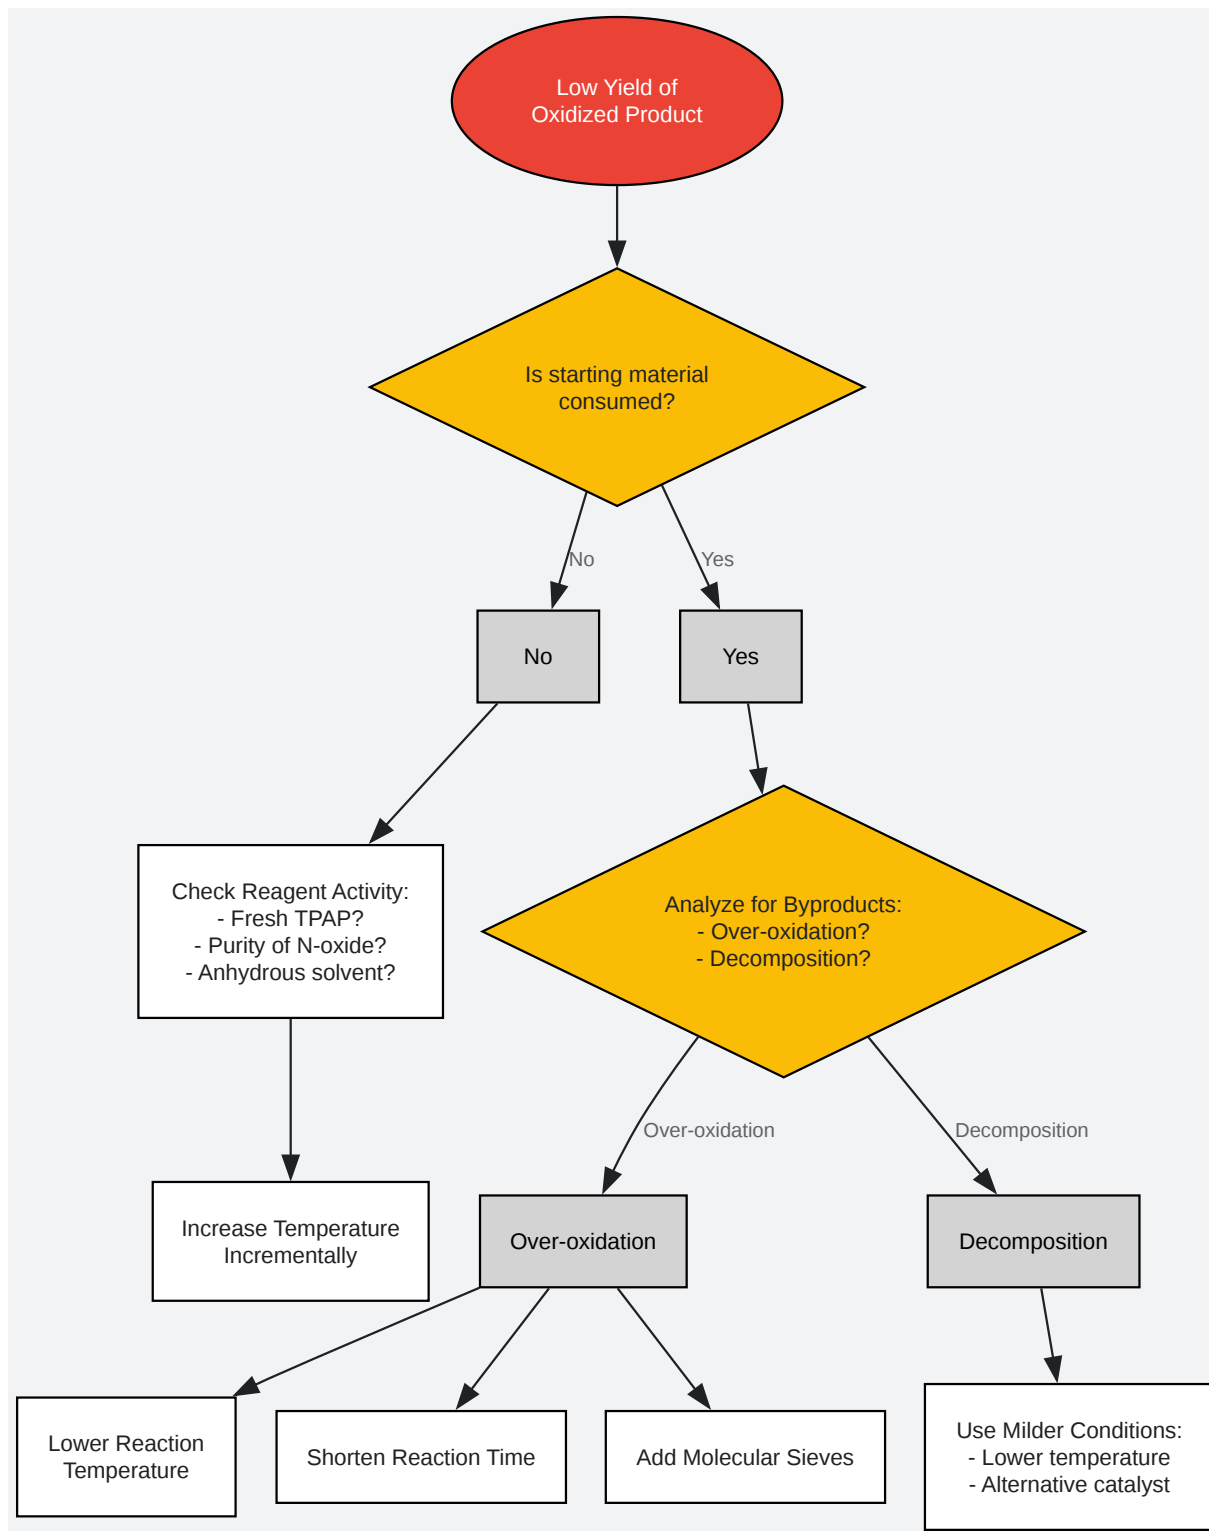 Low Yield of
Oxidized Product
Is starting material
consumed?
No
Yes
No
Yes
Check Reagent Activity:
- Fresh TPAP?
- Purity of N-oxide?
- Anhydrous solvent?
Analyze for Byproducts:
- Over-oxidation?
- Decomposition?
Over-oxidation
Decomposition
Increase Temperature
Incrementally
Over-oxidation
Decomposition
Lower Reaction
Temperature
Shorten Reaction Time
Add Molecular Sieves
Use Milder Conditions:
- Lower temperature
- Alternative catalyst